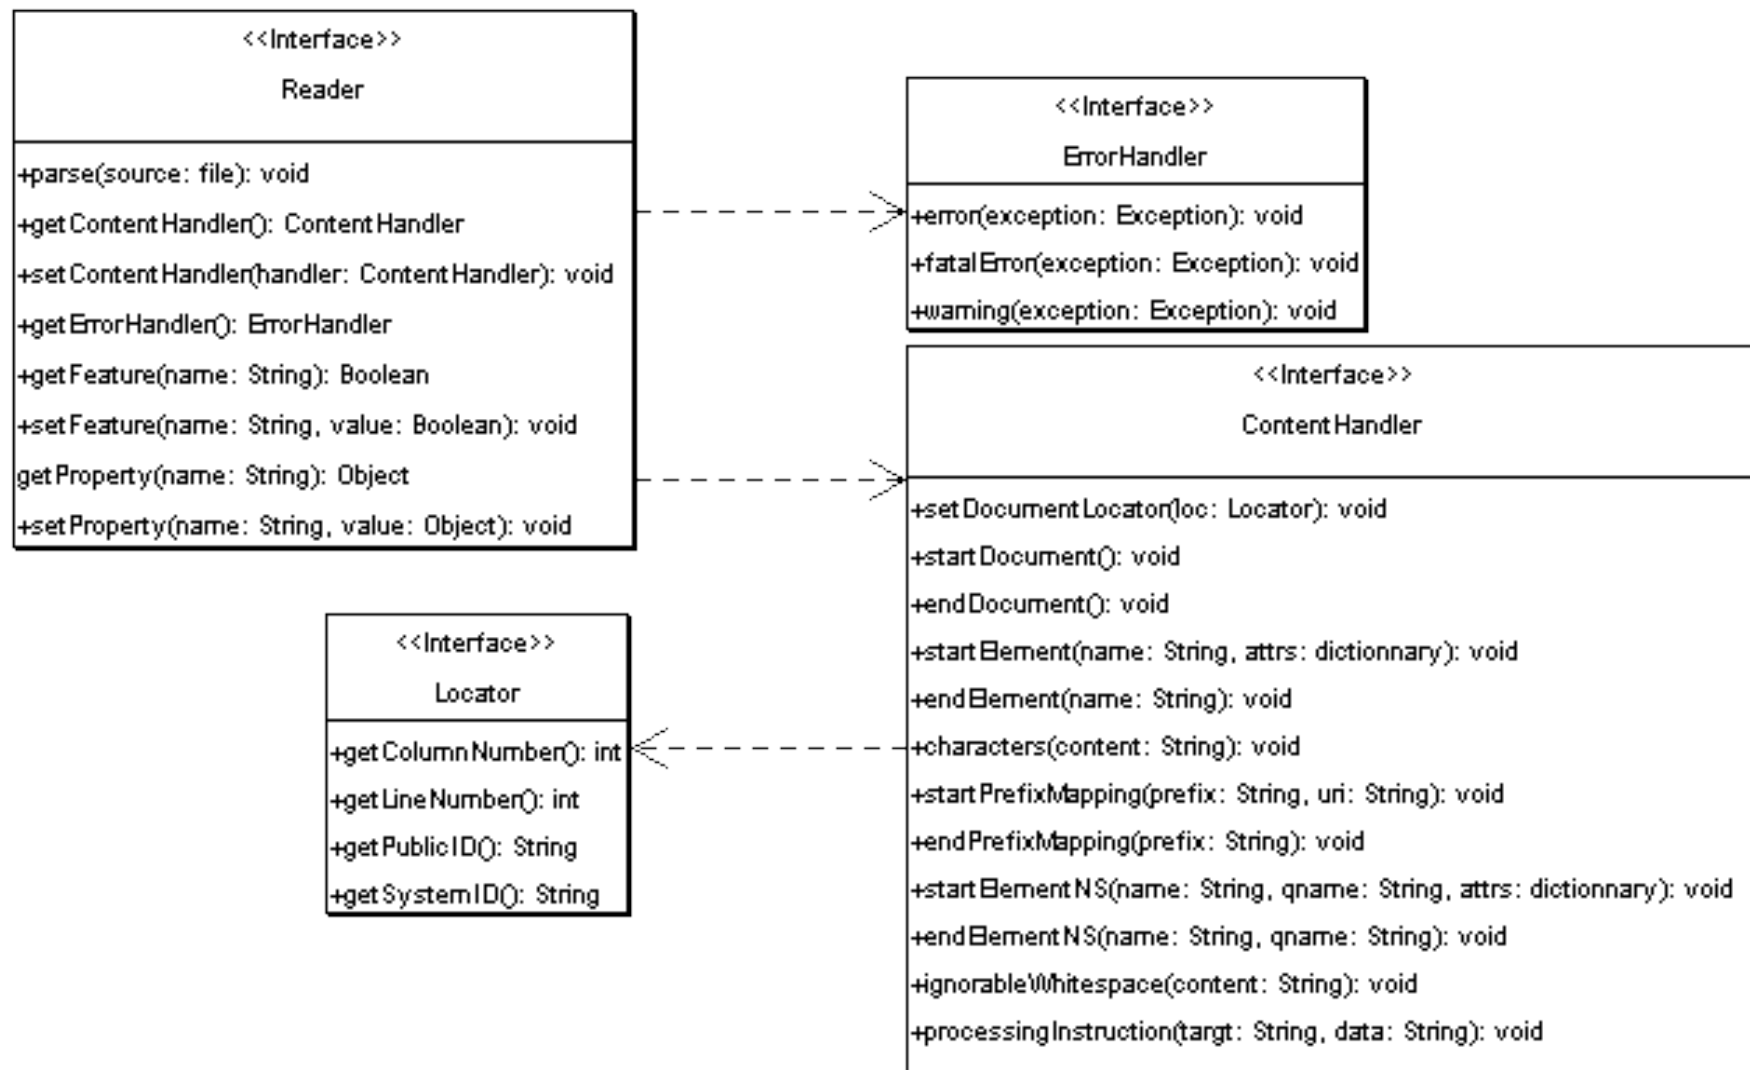 <<Interface>>
Reader
+parse(source: file): void
+getContentHandler(): ContentHandler
+setContentHandler(handler: ContentHandler): void
+getErrorHandler(): ErrorHandler
+getFeature(name: String): Boolean
+setFeature(name: String, value: Boolean): void
getProperty(name: String): Object
+setProperty(name: String, value: Object): void
<<Interface>>
ErrorHandler
+error(exception: Exception): void
+fatalError(exception: Exception): void
+warning(exception: Exception): void
<<Interface>>
ContentHandler
+setDocumentLocator(loc: Locator): void
+startDocument(): void
+endDocument(): void
+startElement(name: String, attrs: dictionnary): void
+endElement(name: String): void
+characters(content: String): void
+startPrefixMapping(prefix: String, uri: String): void
+endPrefixMapping(prefix: String): void
+startElementNS(name: String, qname: String, attrs: dictionnary): void
+endElementNS(name: String, qname: String): void
+ignorableWhitespace(content: String): void
+processingInstruction(targt: String, data: String): void
<<Interface>>
Locator
+getColumnNumber(): int
+getLineNumber(): int
+getPublicID(): String
+getSystemID(): String